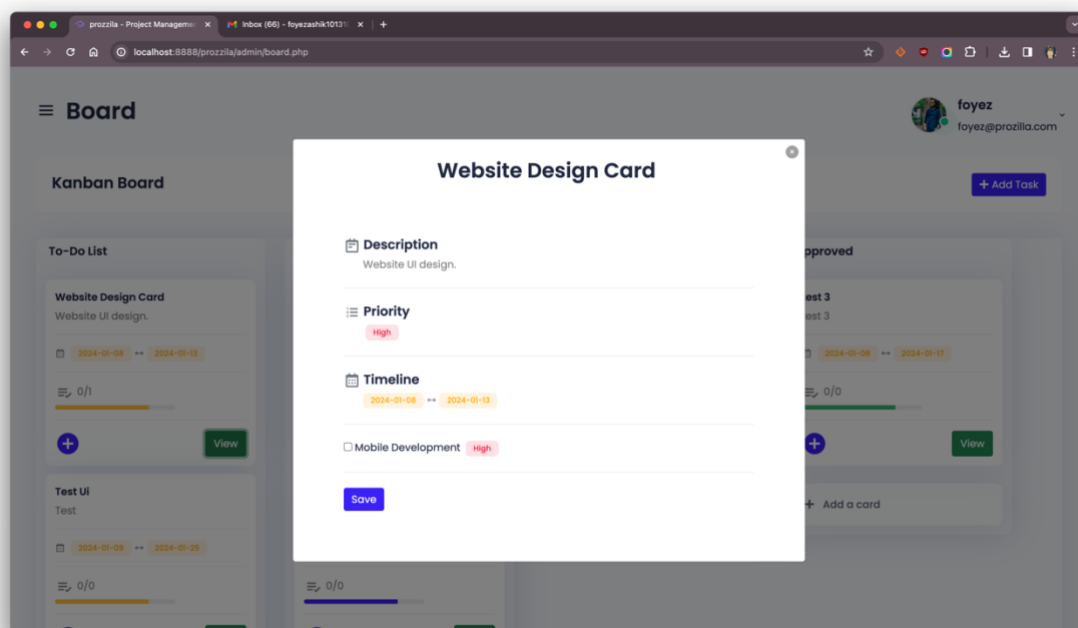 prozzila - Project Manageme
Inbox (66) - foyezashik10131
localhost:8888/prozzila/admin/board.php
Board
foyez
foyez@prozilla.com
Kanban Board
+ Add Task
Website Design Card
Description
Website UI design.
Priority
High
Timeline
2024-01-08 2024-01-13
Mobile Development High
Save
To-Do List
Website Design Card
Website UI design.
2024-01-08 2024-01-13
0/1
View
Test Ui
Test
2024-01-09 2024-01-25
0/0
0/0
pproved
est 3
est 3
2024-01-09 2024-01-17
0/0
View
+ Add a card